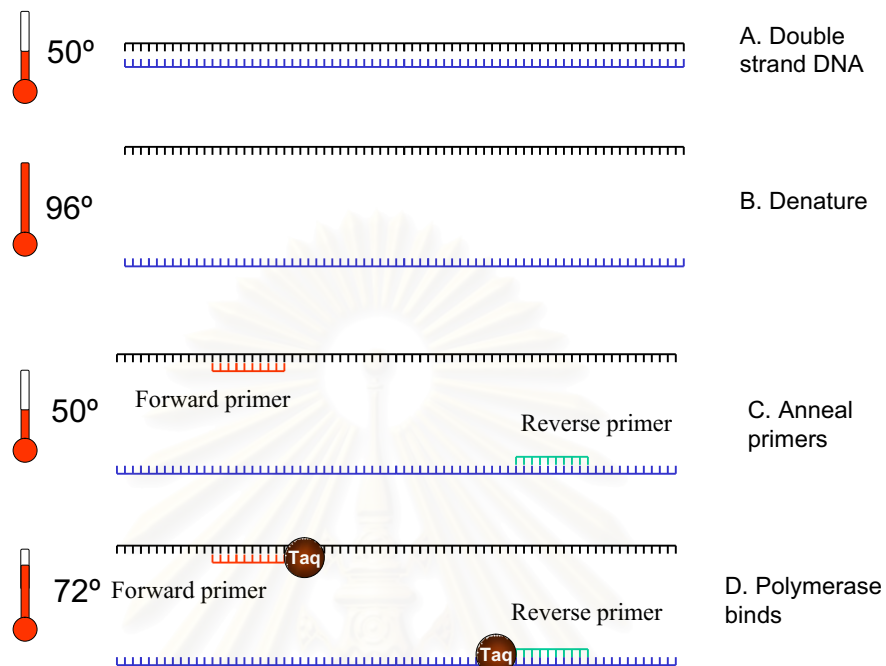 50º
A. Double
strand DNA
96º
B. Denature
Forward primer
50º
Reverse primer
C. Anneal
primers
Taq
72º
Forward primer
Reverse primer
D. Polymerase
binds
Taq